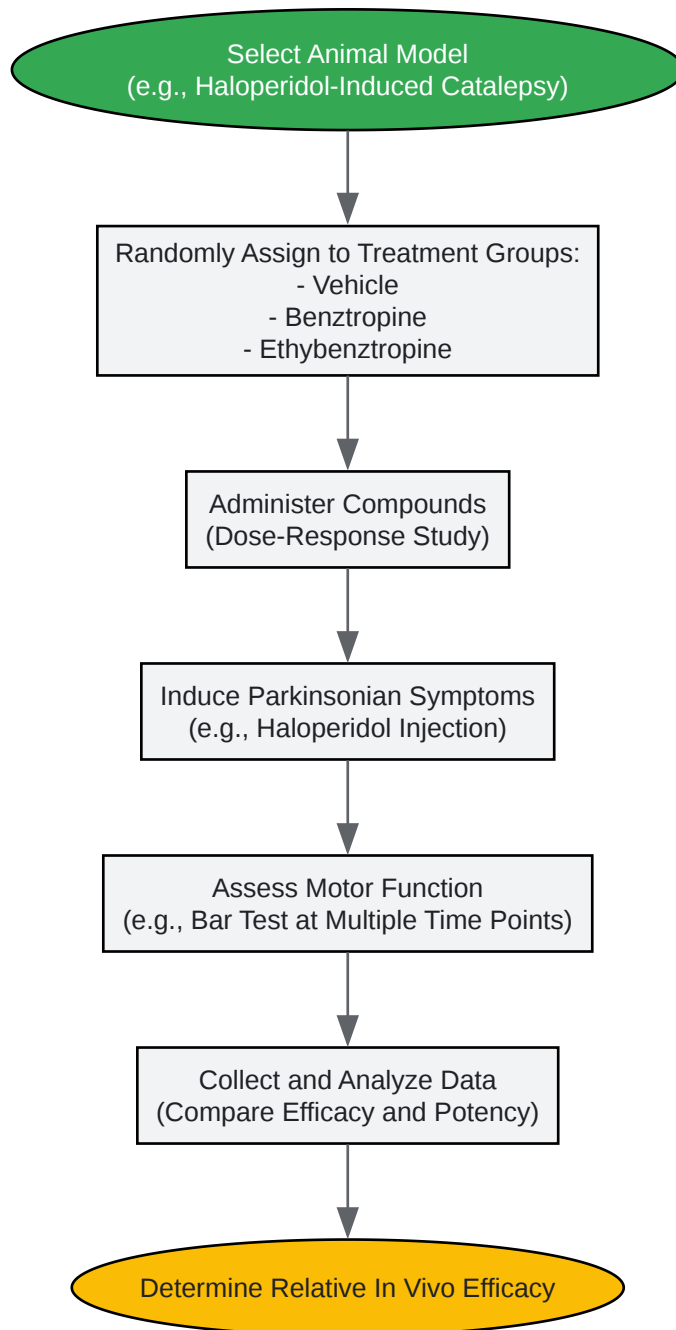 Select Animal Model
(e.g., Haloperidol-Induced Catalepsy)
Randomly Assign to Treatment Groups:
- Vehicle
- Benztropine
- Ethybenztropine
Administer Compounds
(Dose-Response Study)
Induce Parkinsonian Symptoms
(e.g., Haloperidol Injection)
Assess Motor Function
(e.g., Bar Test at Multiple Time Points)
Collect and Analyze Data
(Compare Efficacy and Potency)
Determine Relative In Vivo Efficacy